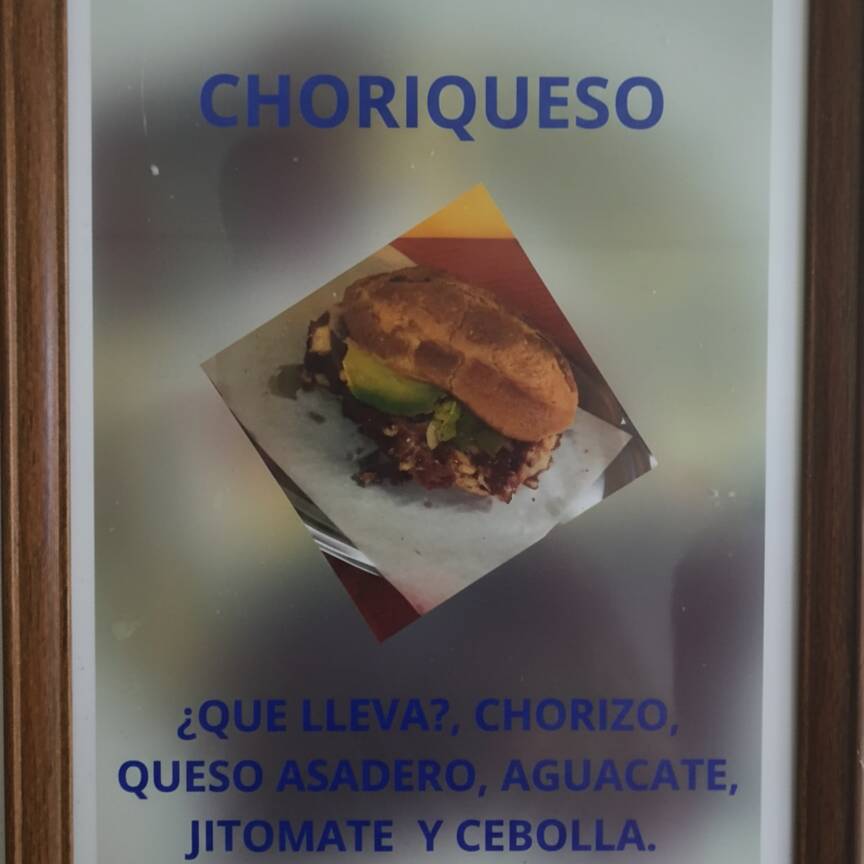 CHORIQUESO
¿QUE LLEVA?, CHORIZO,
QUESO ASADERO, AGUACATE,
JITOMATE Y CEBOLLA.